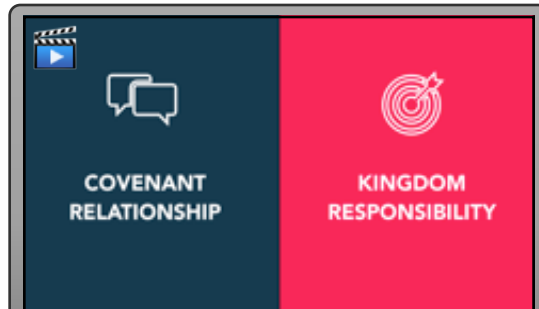 COVENANT
RELATIONSHIP
KINGDOM
RESPONSIBILITY